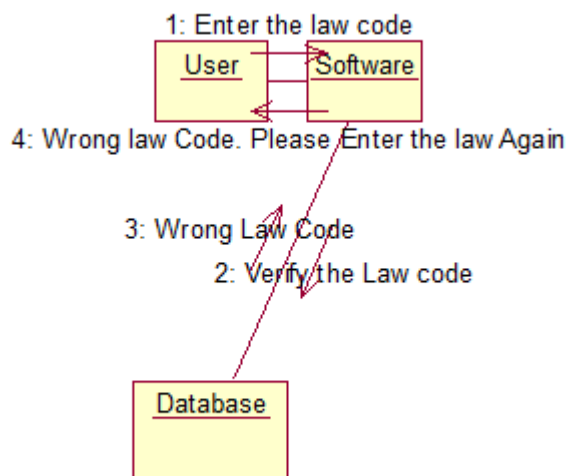 1: Enter the law code
User
Software
4: Wrong law Code. Please Enter the law Again
3: Wrong Law Code
2: Verify the Law code
Database